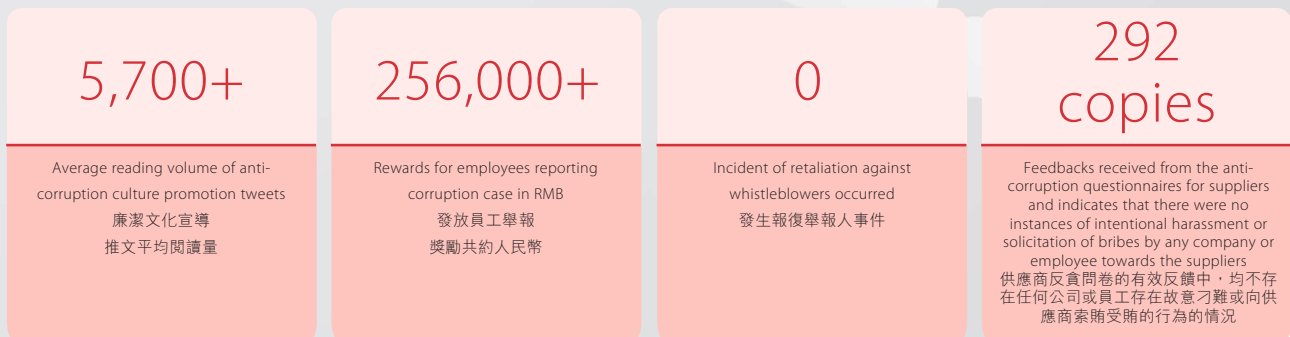 5,700+
Average reading volume of anti-
corruption culture promotion tweets
廉潔文化宣導
推文平均閱讀量
256,000+
Rewards for employees reporting
corruption case in RMB
發放員工舉報
獎勵共約人民幣
0
Incident of retaliation against
whistleblowers occurred
發生報復舉報人事件
292
copies
Feedbacks received from the anti-
corruption questionnaires for suppliers
and indicates that there were no
instances of intentional harassment or
solicitation of bribes by any company or
employee towards the suppliers
供應商反貪問卷的有效反饋中，均不存
在任何公司或員工存在故意刁難或向供
應商索賄受賄的行為的情況